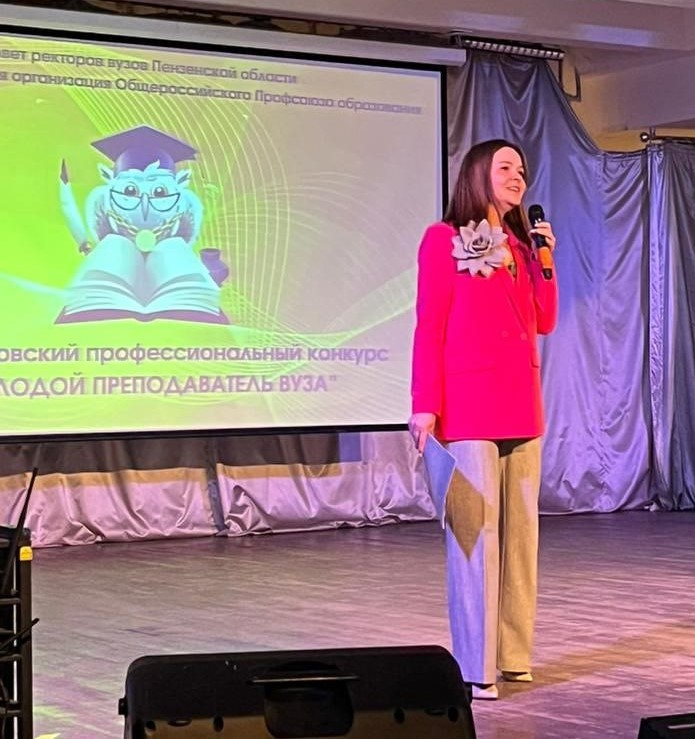 вет ректоров вузов Пензенской области
я организация Общероссийского Профсоюза образования
овский профессиональный конкурс
ЛОДОЙ ПРЕПОДАВАТЕЛЬ ВУЗА"